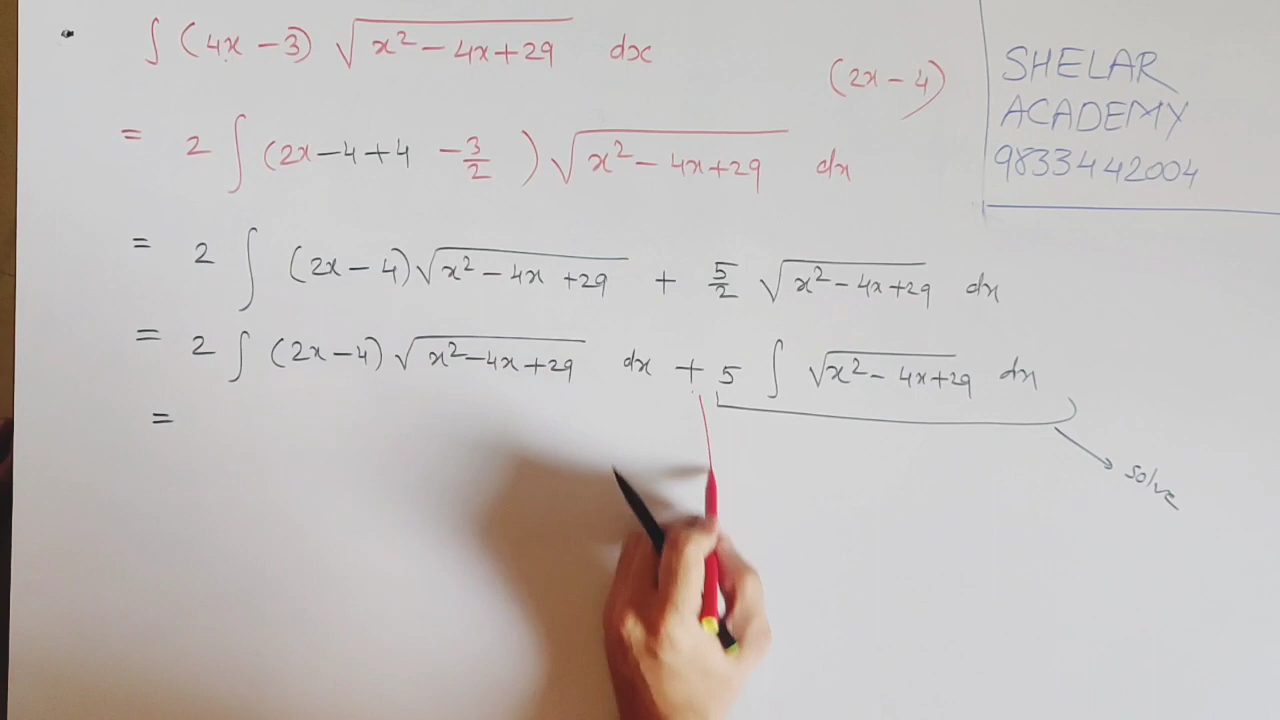 ∫ (4x − 3) √(x² − 4x + 29) dx
(2x − 4)
= 2 ∫ (2x − 4 + 4 − 3/2) √(x² − 4x + 29) dx
= 2 ∫ (2x − 4) √(x² − 4x + 29) + 5/2 √(x² − 4x + 29) dx
= 2 ∫ (2x − 4) √(x² − 4x + 29) dx + 5 ∫ √(x² − 4x + 29) dx
=
solve
SHELAR
ACADEMY
9833442004